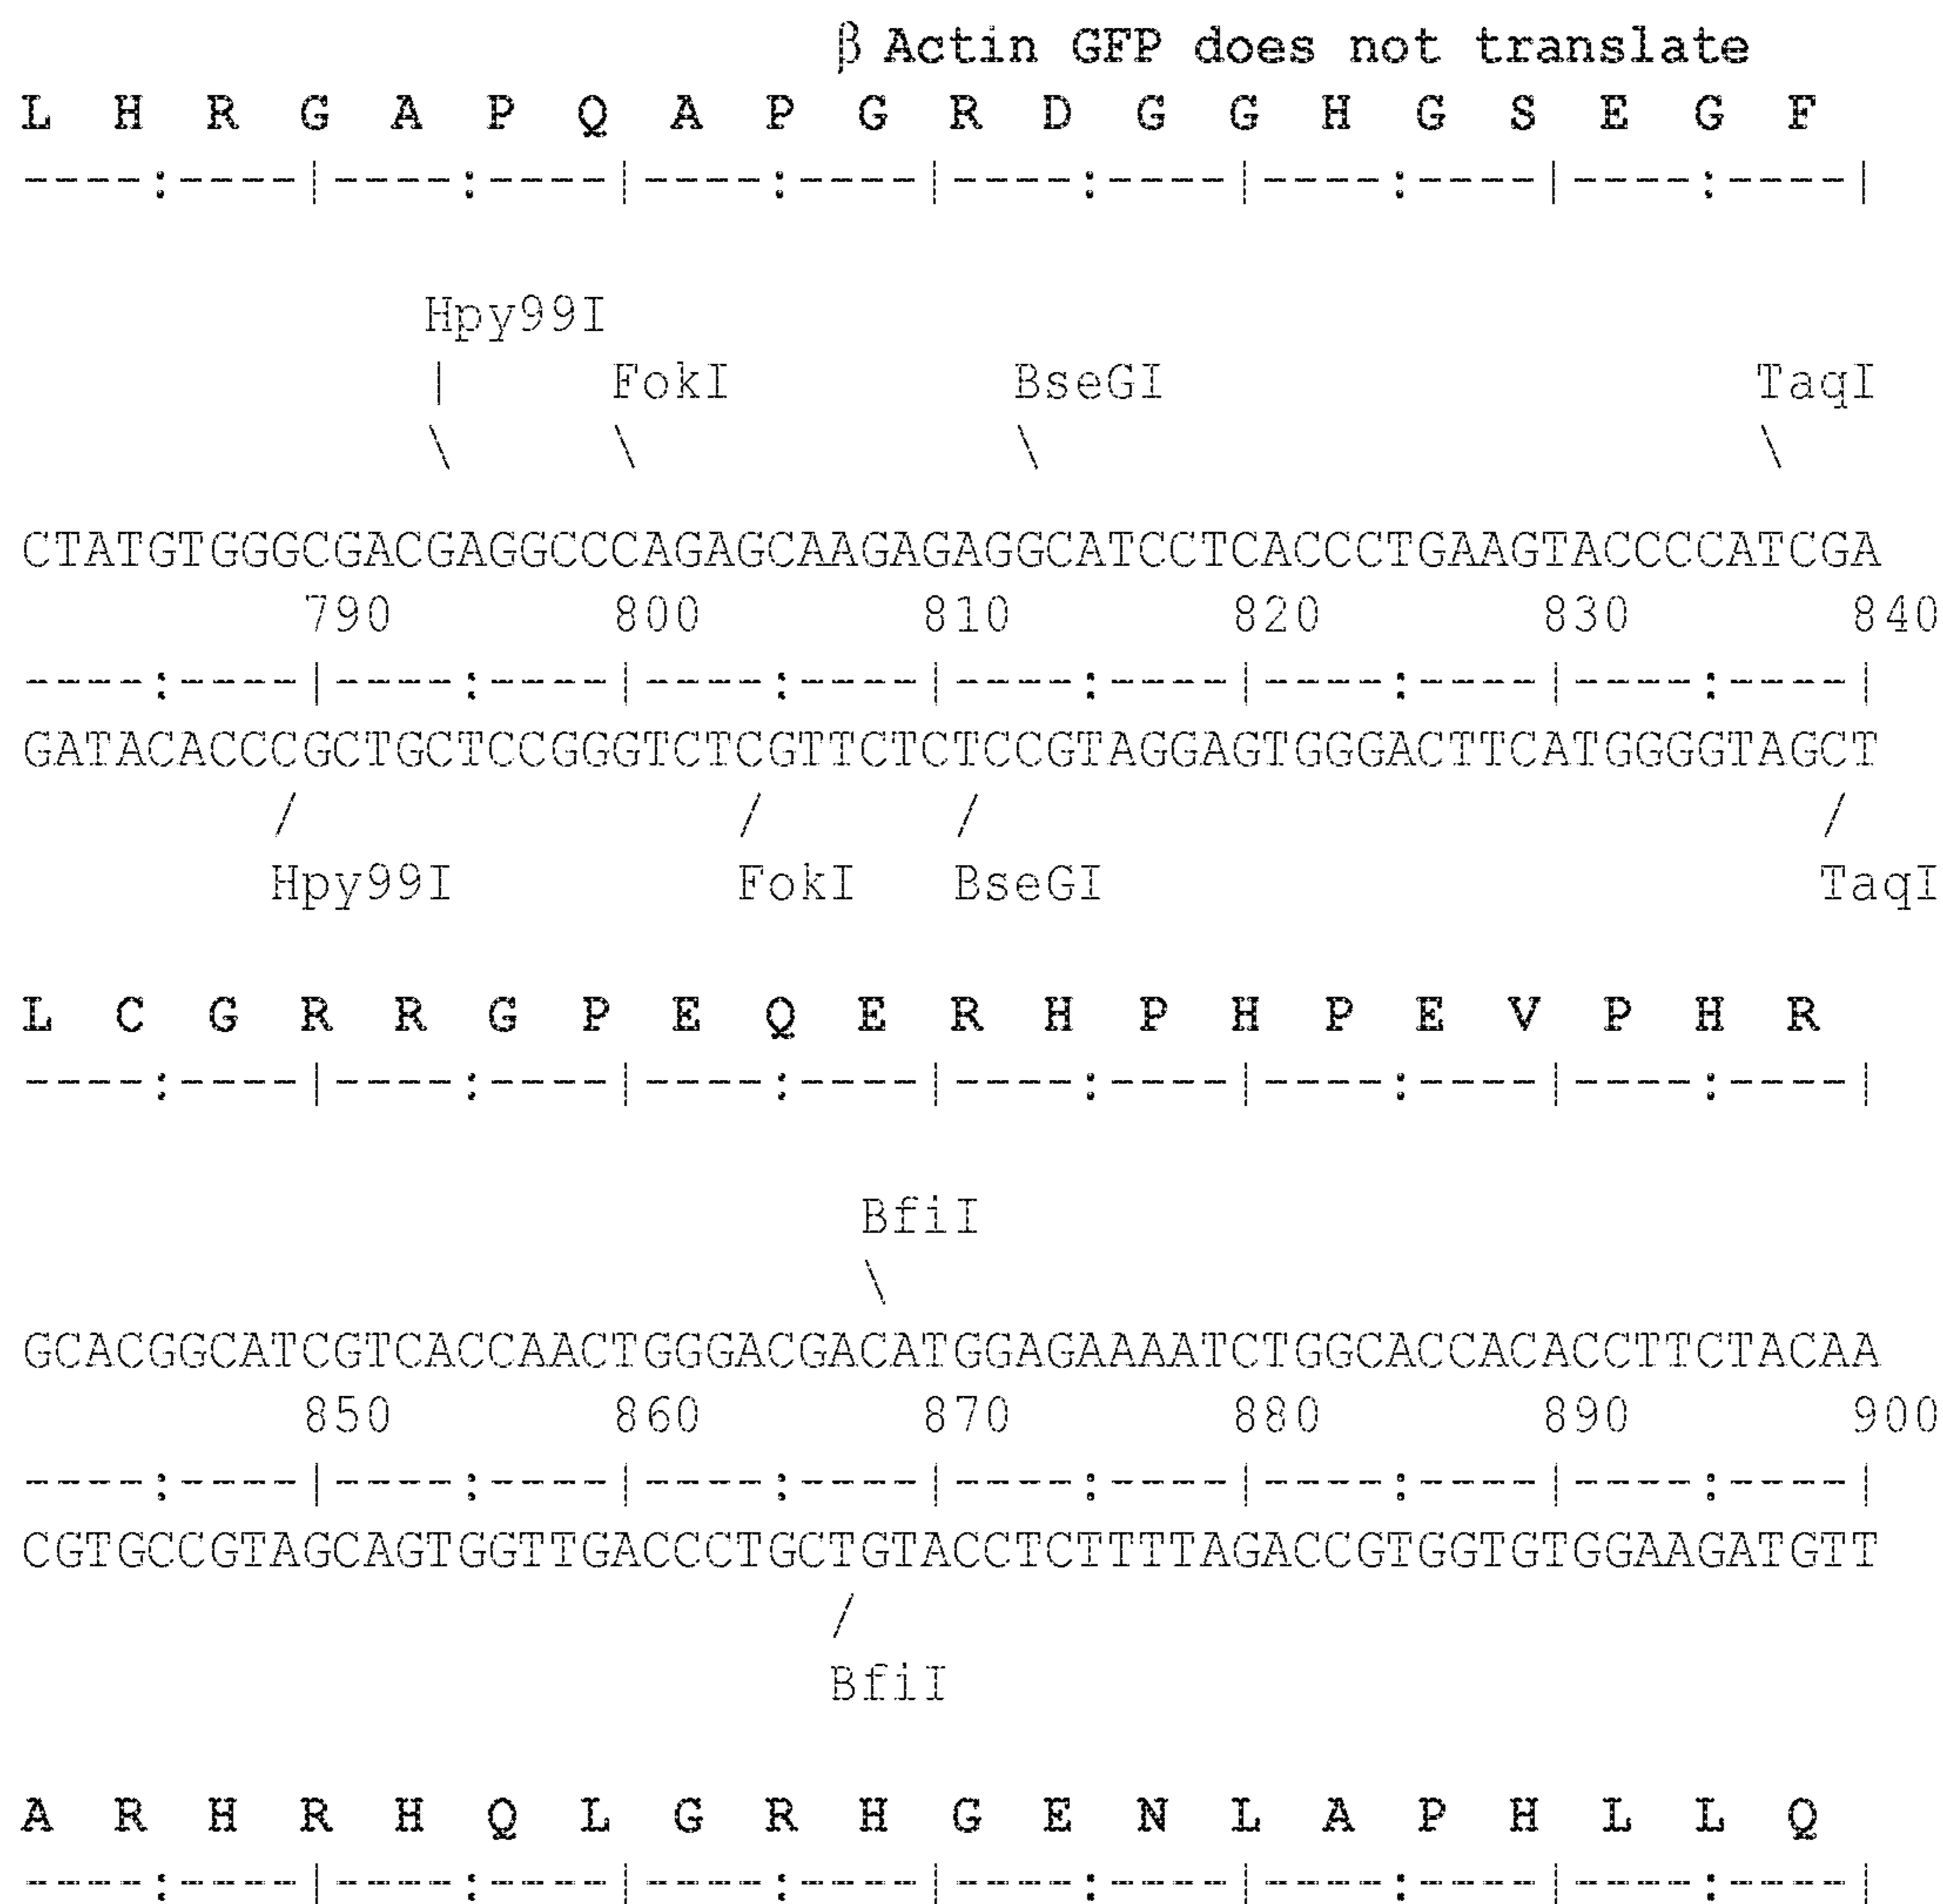 β Actin GFP does not translate
L H R G A P Q A P G R D G G H G S E G F
----:----|----:----|----:----|----:----|----:----|----:----|
Hpy99I
| FokI BseGI TaqI
\ \ \ \
CTATGTGGGCGACGAGGCCCAGAGCAAGAGAGGCATCCTCACCCTGAAGTACCCCATCGA
790 800 810 820 830 840
----:----|----:----|----:----|----:----|----:----|----:----|
GATACACCCGCTGCTCCGGGTCTCGTTCTCTCCGTAGGAGTGGGACTTCATGGGGTAGCT
/ / / /
Hpy99I FokI BseGI TaqI
L C G R R G P E Q E R H P H P E V P H R
----:----|----:----|----:----|----:----|----:----|----:----|
BfiI
\
GCACGGCATCGTCACCAACTGGGACGACATGGAGAAAATCTGGCACCACACCTTCTACAA
850 860 870 880 890 900
----:----|----:----|----:----|----:----|----:----|----:----|
CGTGCCGTAGCAGTGGTTGACCCTGCTGTACCTCTTTTAGACCGTGGTGTGGAAGATGTT
/
BfiI
A R H R H Q L G R H G E N L A P H L L Q
----:----|----:----|----:----|----:----|----:----|----:----|